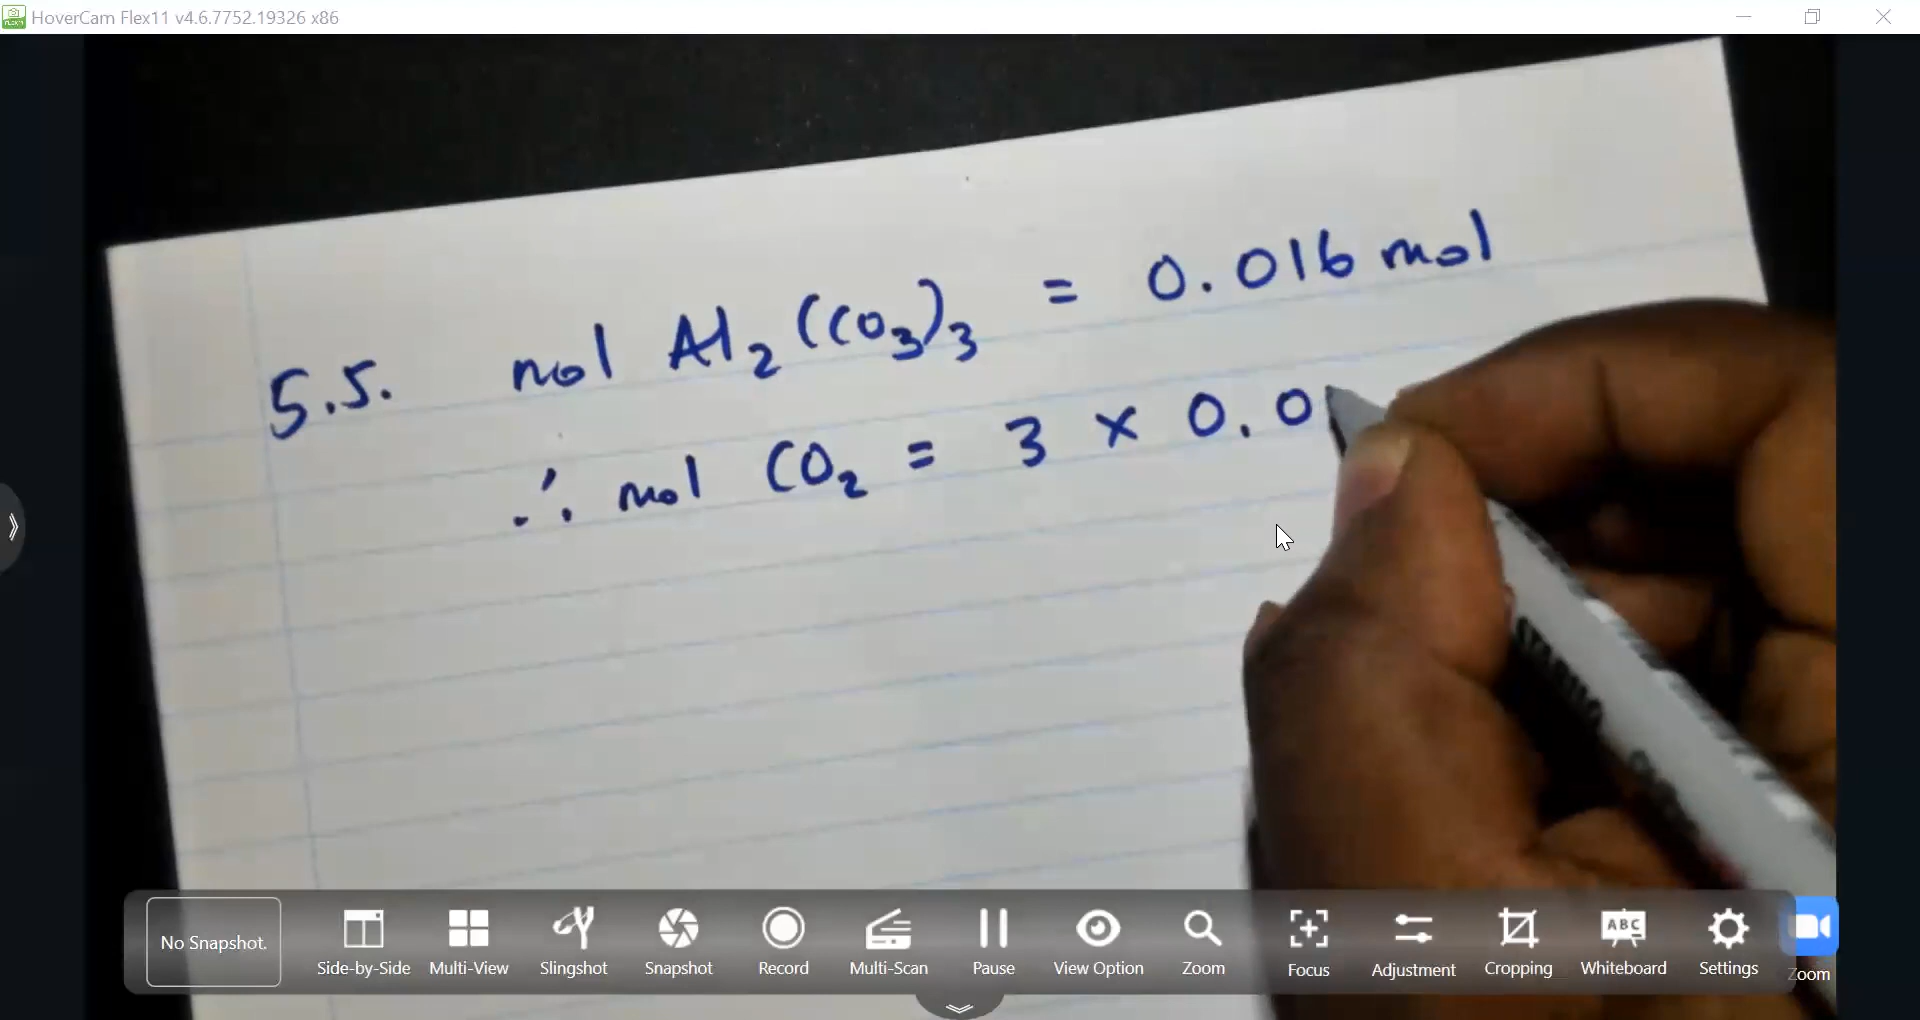 HoverCam Flex11 v4.6.7752.19326 x86
5.5. mol Al₂(CO₃)₃ = 0.016 mol
∴ mol CO₂ = 3 × 0.0
No Snapshot.
Side-by-Side Multi-View Slingshot Snapshot Record Multi-Scan Pause View Option Zoom Focus Adjustment Cropping Whiteboard ABC Settings Zoom